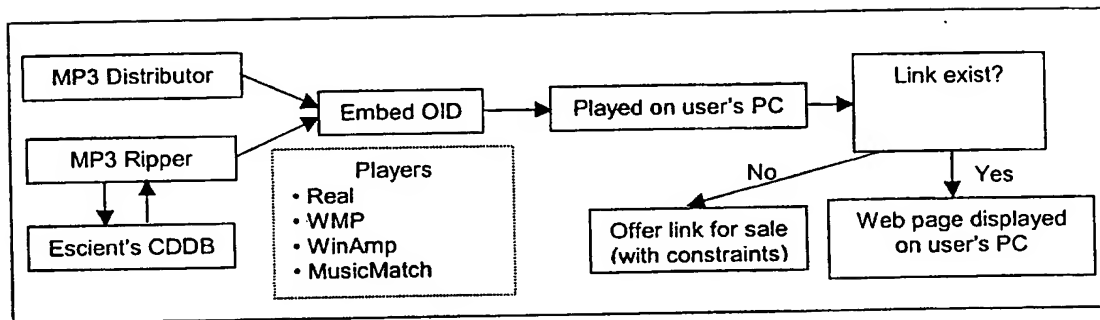 MP3 Distributor
MP3 Ripper
Escient's CDDB
Embed OID
Players
• Real
• WMP
• WinAmp
• MusicMatch
Played on user's PC
Link exist?
No
Yes
Offer link for sale
(with constraints)
Web page displayed
on user's PC